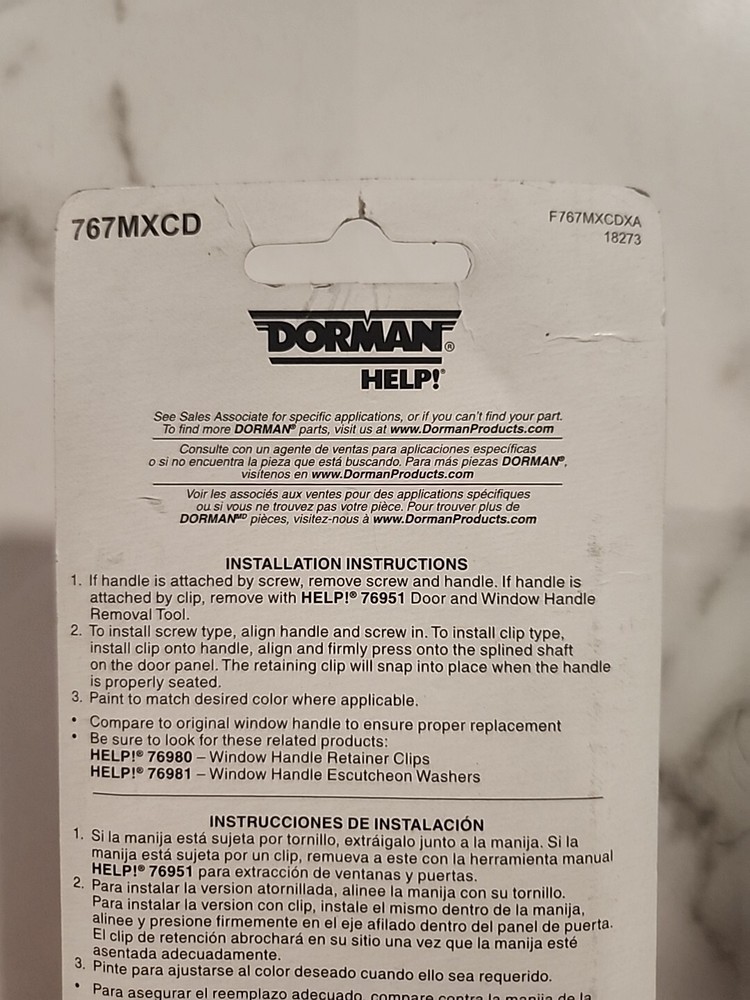 767MXCD
F767MXCDXA
18273
DORMAN®
HELP!®
See Sales Associate for specific applications, or if you can't find your part.
To find more DORMAN® parts, visit us at www.DormanProducts.com
Consulte con un agente de ventas para aplicaciones específicas
o si no encuentra la pieza que está buscando. Para más piezas DORMAN®,
visítenos en www.DormanProducts.com
Voir les associés aux ventes pour des applications spécifiques
ou si vous ne trouvez pas votre pièce. Pour trouver plus de
DORMANMD pièces, visitez-nous à www.DormanProducts.com
INSTALLATION INSTRUCTIONS
1. If handle is attached by screw, remove screw and handle. If handle is
attached by clip, remove with HELP!® 76951 Door and Window Handle
Removal Tool.
2. To install screw type, align handle and screw in. To install clip type,
install clip onto handle, align and firmly press onto the splined shaft
on the door panel. The retaining clip will snap into place when the handle
is properly seated.
3. Paint to match desired color where applicable.
• Compare to original window handle to ensure proper replacement
• Be sure to look for these related products:
HELP!® 76980 – Window Handle Retainer Clips
HELP!® 76981 – Window Handle Escutcheon Washers
INSTRUCCIONES DE INSTALACIÓN
1. Si la manija está sujeta por tornillo, extráigalo junto a la manija. Si la
manija está sujeta por un clip, remueva a este con la herramienta manual
HELP!® 76951 para extracción de ventanas y puertas.
2. Para instalar la version atornillada, alinee la manija con su tornillo.
Para instalar la version con clip, instale el mismo dentro de la manija,
alinee y presione firmemente en el eje afilado dentro del panel de puerta.
El clip de retención abrochará en su sitio una vez que la manija esté
asentada adecuadamente.
3. Pinte para ajustarse al color deseado cuando ello sea requerido.
• Para asegurar el reemplazo adecuado, compare contra la manija de la